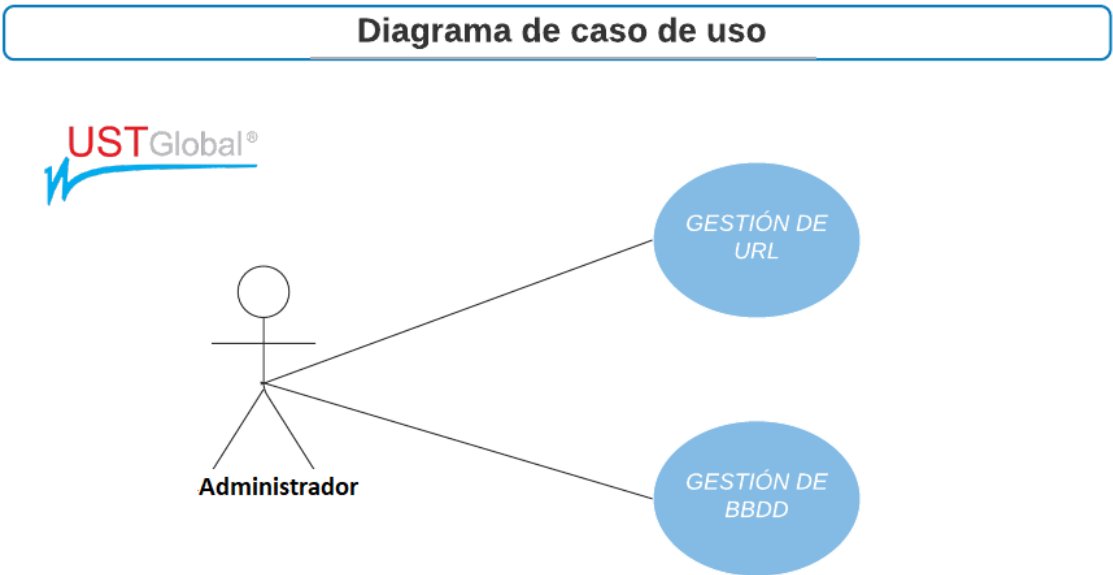 Diagrama de caso de uso
USTGlobal®
GESTIÓN DE
URL
Administrador
GESTIÓN DE
BBDD